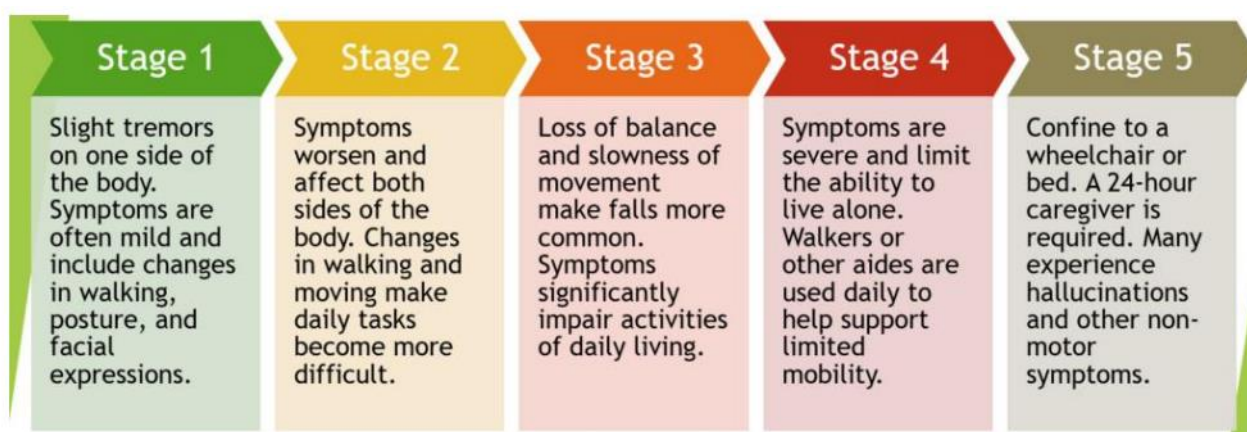 Stage 1
Slight tremors
on one side of
the body.
Symptoms are
often mild and
include changes
in walking,
posture, and
facial
expressions.
Stage 2
Symptoms
worsen and
affect both
sides of the
body. Changes
in walking and
moving make
daily tasks
become more
difficult.
Stage 3
Loss of balance
and slowness of
movement
make falls more
common.
Symptoms
significantly
impair activities
of daily living.
Stage 4
Symptoms are
severe and limit
the ability to
live alone.
Walkers or
other aides are
used daily to
help support
limited
mobility.
Stage 5
Confine to a
wheelchair or
bed. A 24-hour
caregiver is
required. Many
experience
hallucinations
and other non-
motor
symptoms.